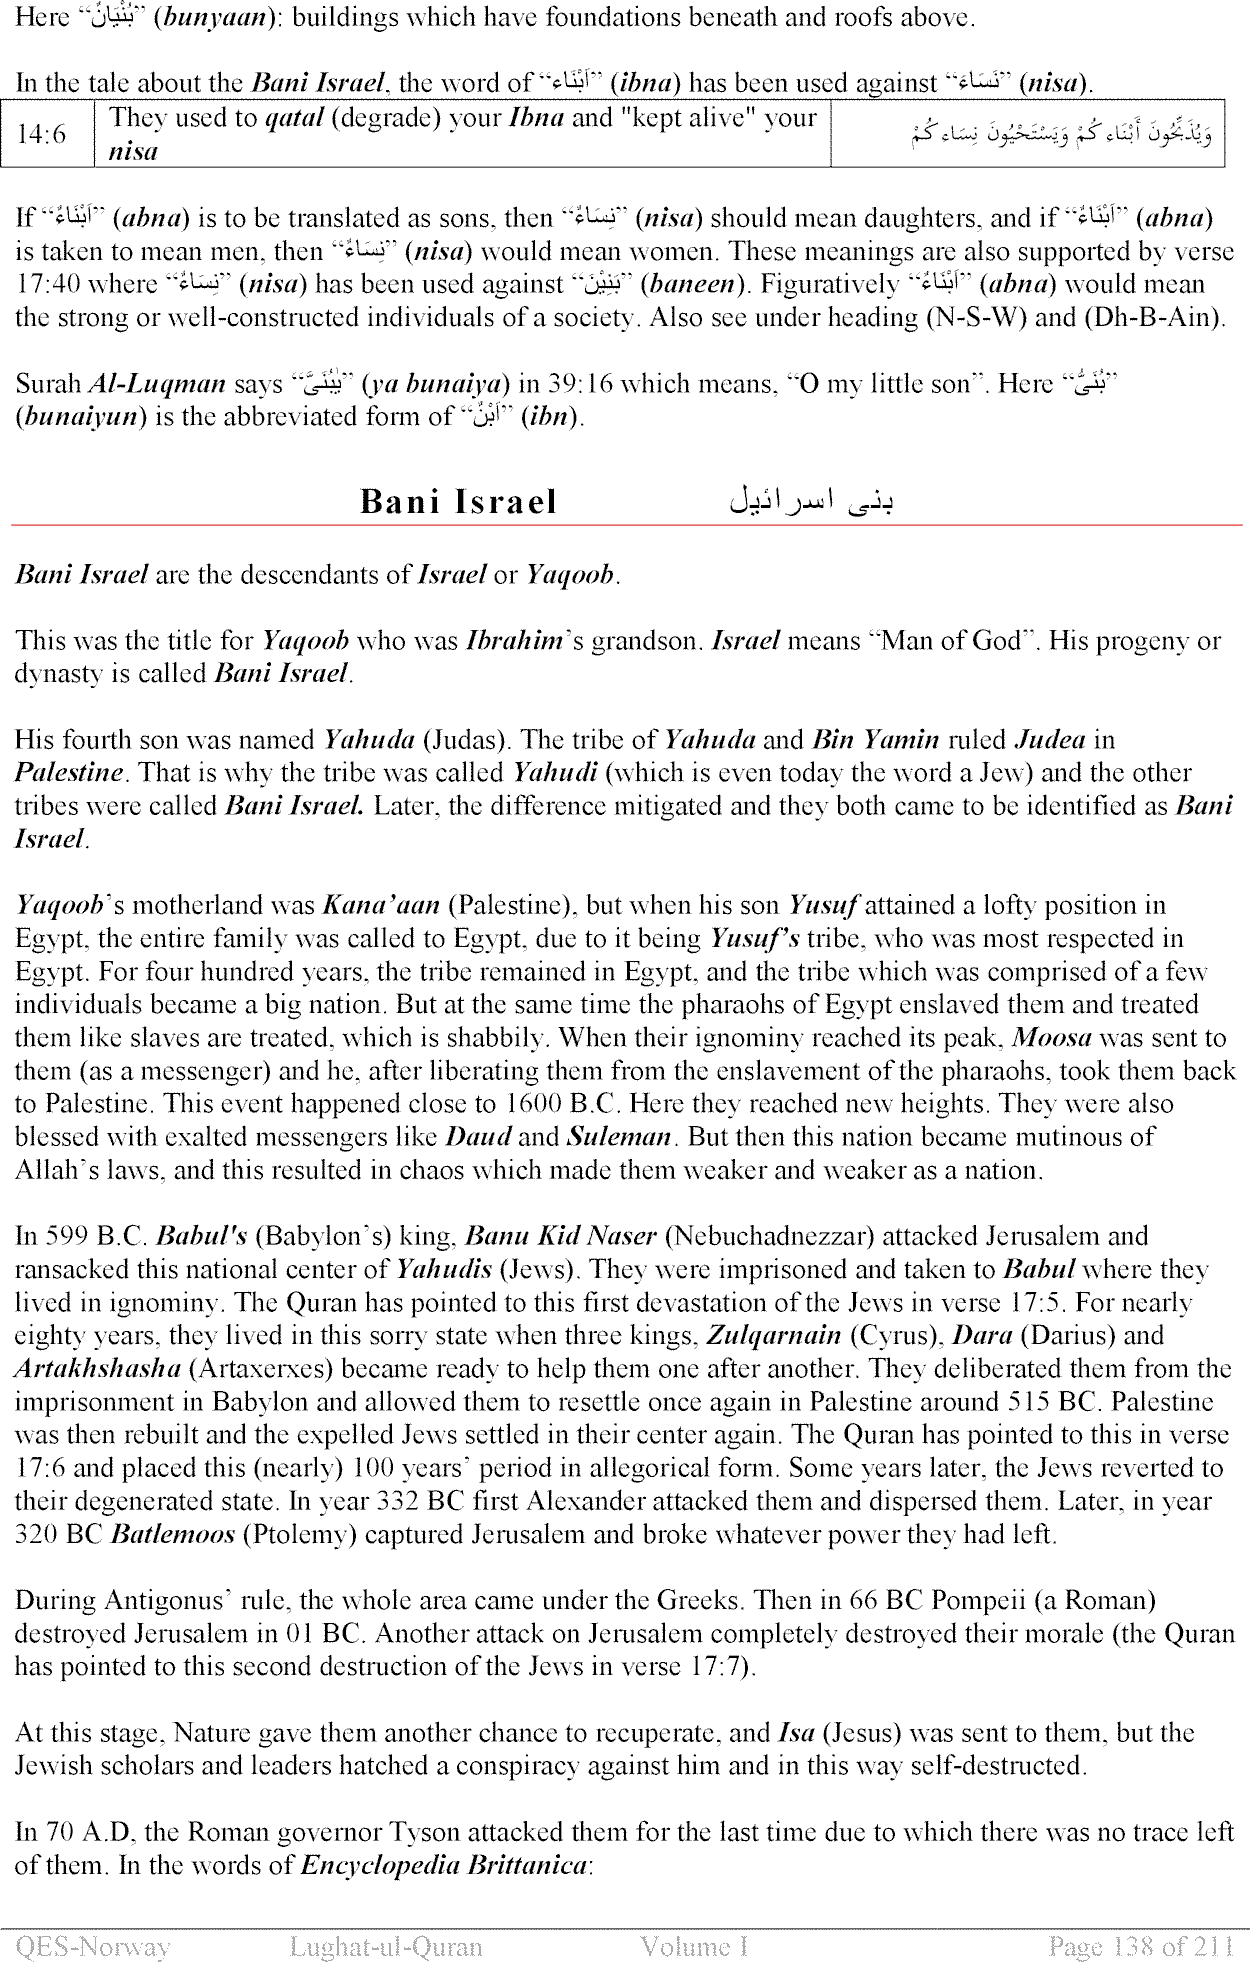 Here “بُنْيَانٌ” (bunyaan): buildings which have foundations beneath and roofs above.
In the tale about the Bani Israel, the word of “اَبْنَاء” (ibna) has been used against “نَسَاءَ” (nisa).
14:6 They used to qatal (degrade) your Ibna and "kept alive" your nisa وَيُذَبِّحُونَ أَبْنَاء كُمْ وَيَسْتَحْيُونَ نِسَاء كُمْ
If “اَبْنَاءٌ” (abna) is to be translated as sons, then “نِسَاءٌ” (nisa) should mean daughters, and if “اَبْنَاءٌ” (abna)
is taken to mean men, then “نِسَاءٌ” (nisa) would mean women. These meanings are also supported by verse
17:40 where “نِسَاءٌ” (nisa) has been used against “بَنِيْنَ” (baneen). Figuratively “اَبْنَاءٌ” (abna) would mean
the strong or well-constructed individuals of a society. Also see under heading (N-S-W) and (Dh-B-Ain).
Surah Al-Luqman says “يٰبُنَىَّ” (ya bunaiya) in 39:16 which means, “O my little son”. Here “بُنَىُّ”
(bunaiyun) is the abbreviated form of “اَبْنٌ” (ibn).
Bani Israel بنی اسرائیل
Bani Israel are the descendants of Israel or Yaqoob.
This was the title for Yaqoob who was Ibrahim’s grandson. Israel means “Man of God”. His progeny or
dynasty is called Bani Israel.
His fourth son was named Yahuda (Judas). The tribe of Yahuda and Bin Yamin ruled Judea in
Palestine. That is why the tribe was called Yahudi (which is even today the word a Jew) and the other
tribes were called Bani Israel. Later, the difference mitigated and they both came to be identified as Bani
Israel.
Yaqoob’s motherland was Kana’aan (Palestine), but when his son Yusuf attained a lofty position in
Egypt, the entire family was called to Egypt, due to it being Yusuf’s tribe, who was most respected in
Egypt. For four hundred years, the tribe remained in Egypt, and the tribe which was comprised of a few
individuals became a big nation. But at the same time the pharaohs of Egypt enslaved them and treated
them like slaves are treated, which is shabbily. When their ignominy reached its peak, Moosa was sent to
them (as a messenger) and he, after liberating them from the enslavement of the pharaohs, took them back
to Palestine. This event happened close to 1600 B.C. Here they reached new heights. They were also
blessed with exalted messengers like Daud and Suleman. But then this nation became mutinous of
Allah’s laws, and this resulted in chaos which made them weaker and weaker as a nation.
In 599 B.C. Babul's (Babylon’s) king, Banu Kid Naser (Nebuchadnezzar) attacked Jerusalem and
ransacked this national center of Yahudis (Jews). They were imprisoned and taken to Babul where they
lived in ignominy. The Quran has pointed to this first devastation of the Jews in verse 17:5. For nearly
eighty years, they lived in this sorry state when three kings, Zulqarnain (Cyrus), Dara (Darius) and
Artakhshasha (Artaxerxes) became ready to help them one after another. They deliberated them from the
imprisonment in Babylon and allowed them to resettle once again in Palestine around 515 BC. Palestine
was then rebuilt and the expelled Jews settled in their center again. The Quran has pointed to this in verse
17:6 and placed this (nearly) 100 years’ period in allegorical form. Some years later, the Jews reverted to
their degenerated state. In year 332 BC first Alexander attacked them and dispersed them. Later, in year
320 BC Batlemoos (Ptolemy) captured Jerusalem and broke whatever power they had left.
During Antigonus’ rule, the whole area came under the Greeks. Then in 66 BC Pompeii (a Roman)
destroyed Jerusalem in 01 BC. Another attack on Jerusalem completely destroyed their morale (the Quran
has pointed to this second destruction of the Jews in verse 17:7).
At this stage, Nature gave them another chance to recuperate, and Isa (Jesus) was sent to them, but the
Jewish scholars and leaders hatched a conspiracy against him and in this way self-destructed.
In 70 A.D, the Roman governor Tyson attacked them for the last time due to which there was no trace left
of them. In the words of Encyclopedia Brittanica:
QES-Norway Lughat-ul-Quran Volume I Page 138 of 211